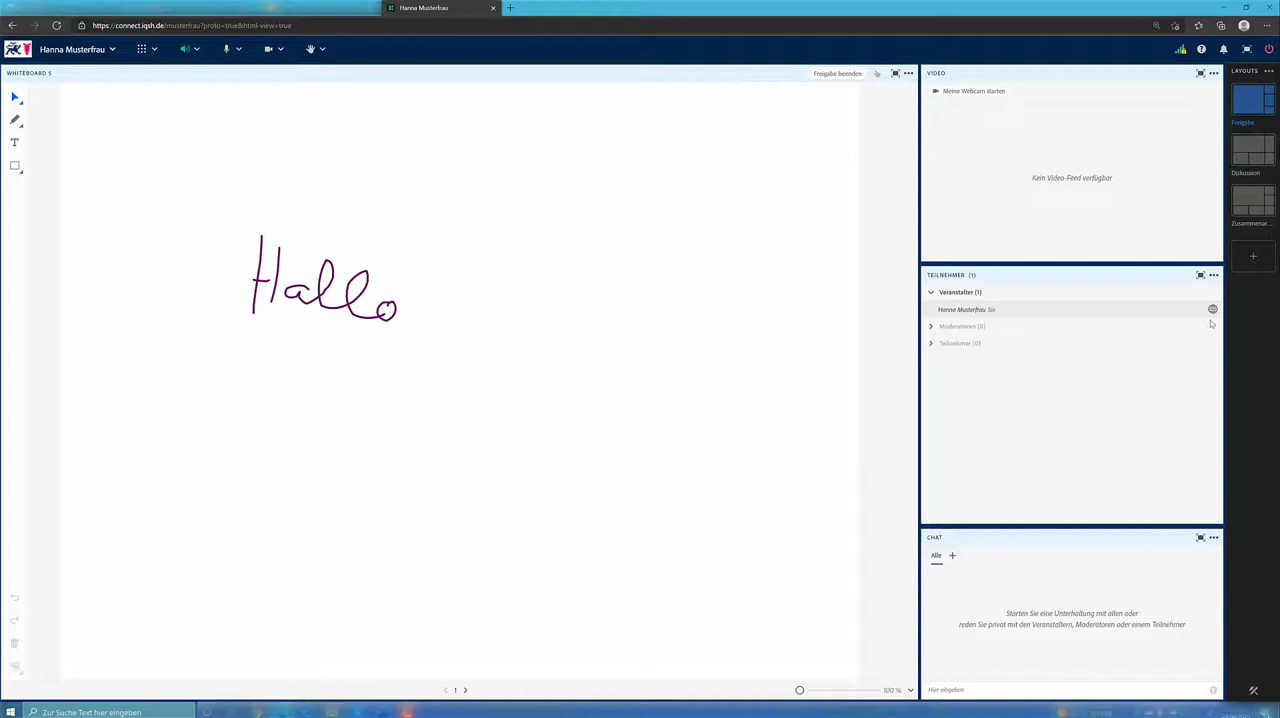 Hanna Musterfrau
https://connect.iqsh.de/musterfrau?proto=true&html-view=true
Hanna Musterfrau
WHITEBOARD 5
Freigabe beenden
Hallo
1
100 %
VIDEO
Meine Webcam starten
Kein Video-Feed verfügbar
TEILNEHMER (1)
Veranstalter (1)
Hanna Musterfrau Sie
Moderatoren (0)
Teilnehmer (0)
CHAT
Alle
Starten Sie eine Unterhaltung mit allen oder
reden Sie privat mit den Veranstaltern, Moderatoren oder einem Teilnehmer
Hier eingeben
LAYOUTS
Freigabe
Diskussion
Zusammenar...
Zur Suche Text hier eingeben